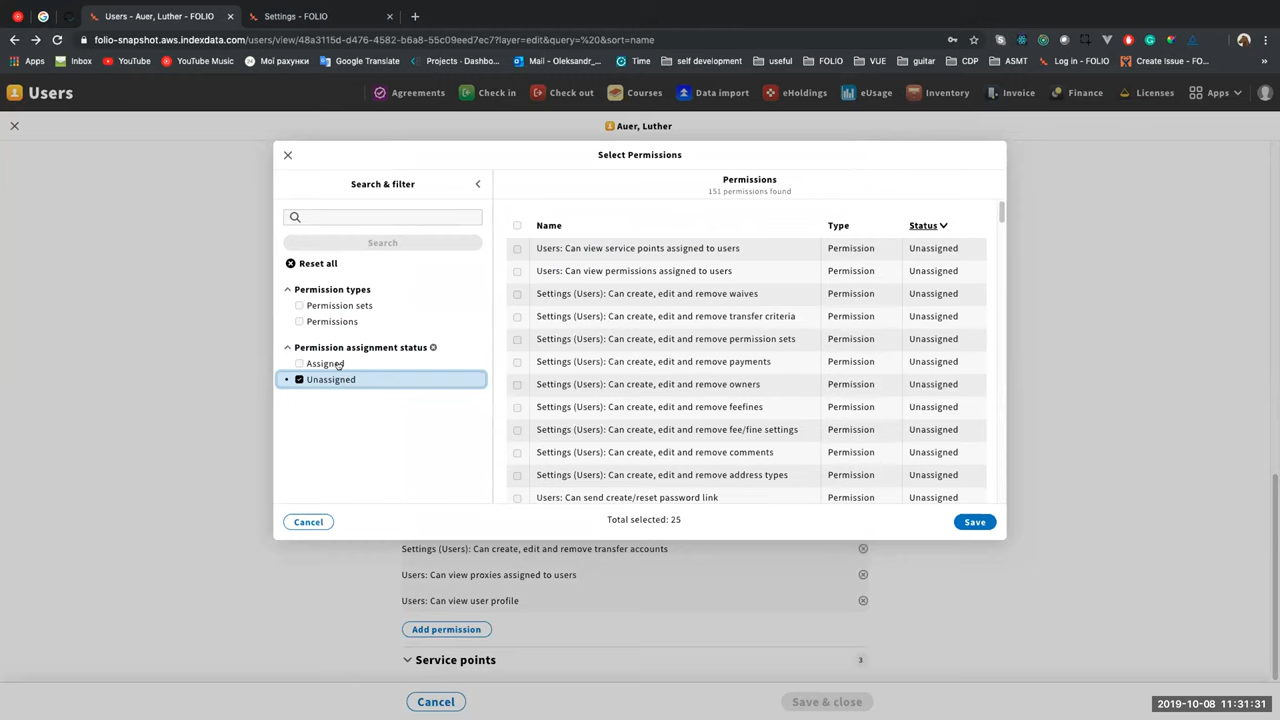 Users - Auer, Luther - FOLIO
Settings - FOLIO
folio-snapshot.aws.indexdata.com/users/view/48a3115d-d476-4582-b6a8-55c09eed7ec7?layer=edit&query=%20&sort=name
Apps
Inbox
YouTube
YouTube Music
Мої рахунки
Google Translate
Projects - Dashbo...
Mail - Oleksandr_...
Time
self development
useful
FOLIO
VUE
guitar
CDP
ASMT
Log in - FOLIO
Create Issue - FO...
Users
Agreements
Check in
Check out
Courses
Data import
eHoldings
eUsage
Inventory
Invoice
Finance
Licenses
Apps
Auer, Luther
Select Permissions
Search & filter
Permissions
151 permissions found
Search
Reset all
Permission types
Permission sets
Permissions
Permission assignment status
Assigned
Unassigned
Name Type Status
Users: Can view service points assigned to users Permission Unassigned
Users: Can view permissions assigned to users Permission Unassigned
Settings (Users): Can create, edit and remove waives Permission Unassigned
Settings (Users): Can create, edit and remove transfer criteria Permission Unassigned
Settings (Users): Can create, edit and remove permission sets Permission Unassigned
Settings (Users): Can create, edit and remove payments Permission Unassigned
Settings (Users): Can create, edit and remove owners Permission Unassigned
Settings (Users): Can create, edit and remove feefines Permission Unassigned
Settings (Users): Can create, edit and remove fee/fine settings Permission Unassigned
Settings (Users): Can create, edit and remove comments Permission Unassigned
Settings (Users): Can create, edit and remove address types Permission Unassigned
Users: Can send create/reset password link Permission Unassigned
Cancel
Total selected: 25
Save
Settings (Users): Can create, edit and remove transfer accounts
Users: Can view proxies assigned to users
Users: Can view user profile
Add permission
Service points
3
Cancel
Save & close
2019-10-08 11:31:31